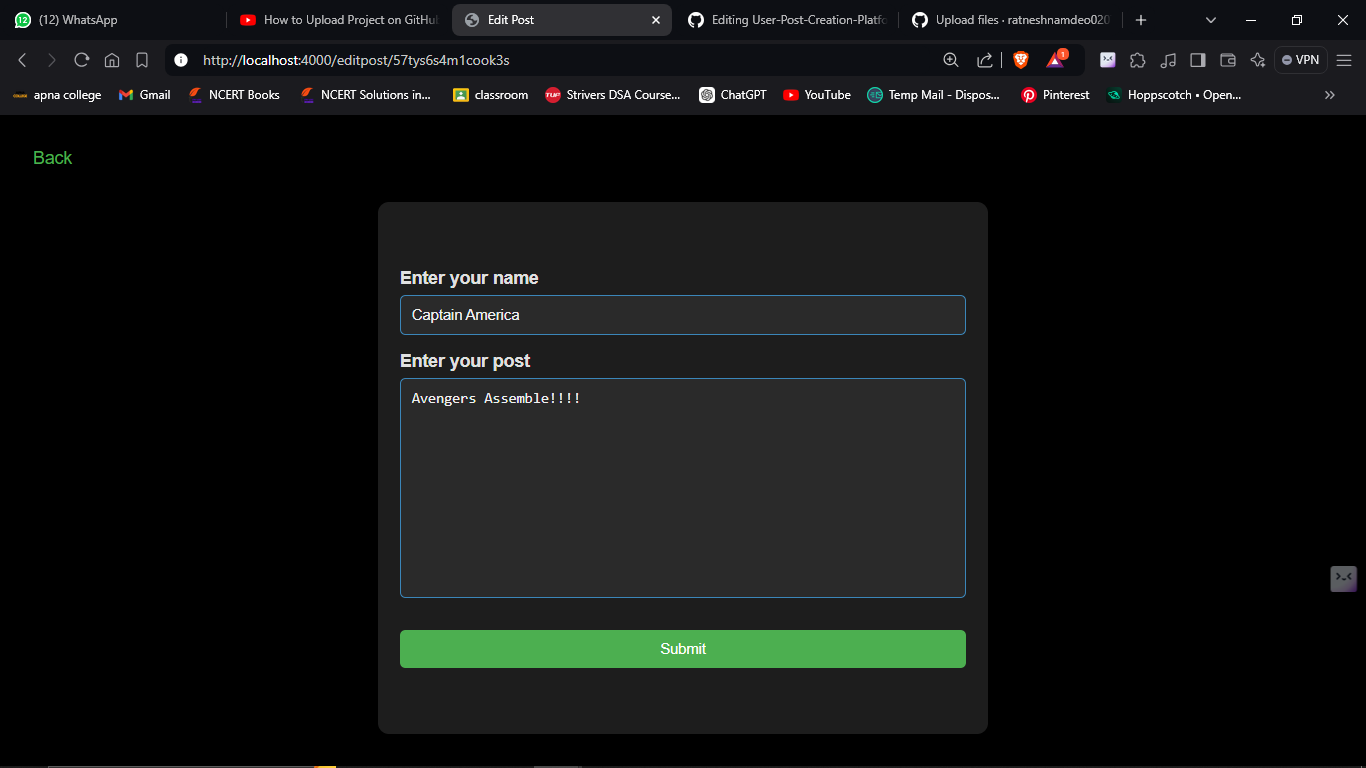 (12) WhatsApp
How to Upload Project on GitHu
Edit Post
Editing User-Post-Creation-Platfo
Upload files · ratneshnamdeo020
http://localhost:4000/editpost/57tys6s4m1cook3s
1
VPN
apna college
Gmail
NCERT Books
NCERT Solutions in...
classroom
Strivers DSA Course...
ChatGPT
YouTube
Temp Mail - Dispos...
Pinterest
Hoppscotch • Open...
Back
Enter your name
Captain America
Enter your post
Avengers Assemble!!!!
Submit